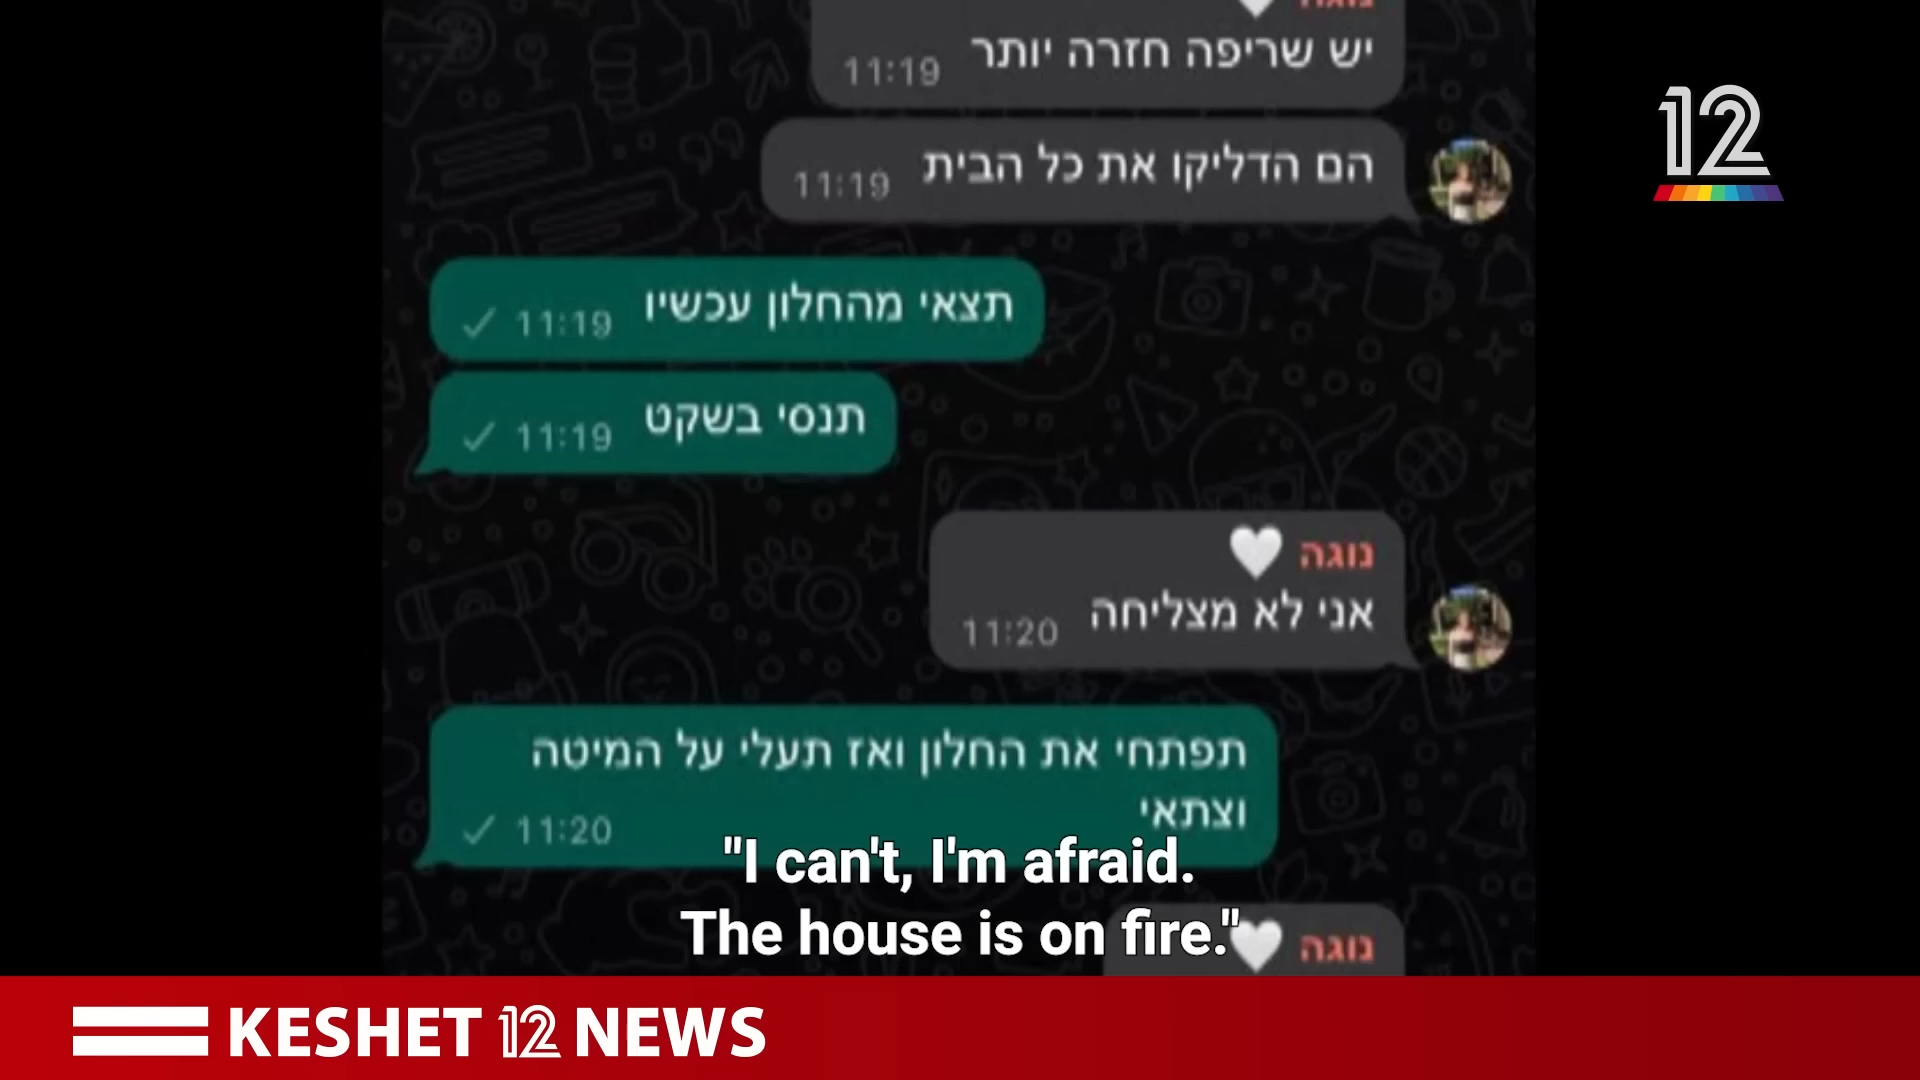 נוגה
יש שריפה חזרה יותר
11:19
12
הם הדליקו את כל הבית
11:19
תצאי מהחלון עכשיו
11:19
תנסי בשקט
11:19
נוגה
אני לא מצליחה
11:20
תפתחי את החלון ואז תעלי על המיטה
וצתאי
11:20
"I can't, I'm afraid.
The house is on fire."
נוגה
KESHET 12 NEWS